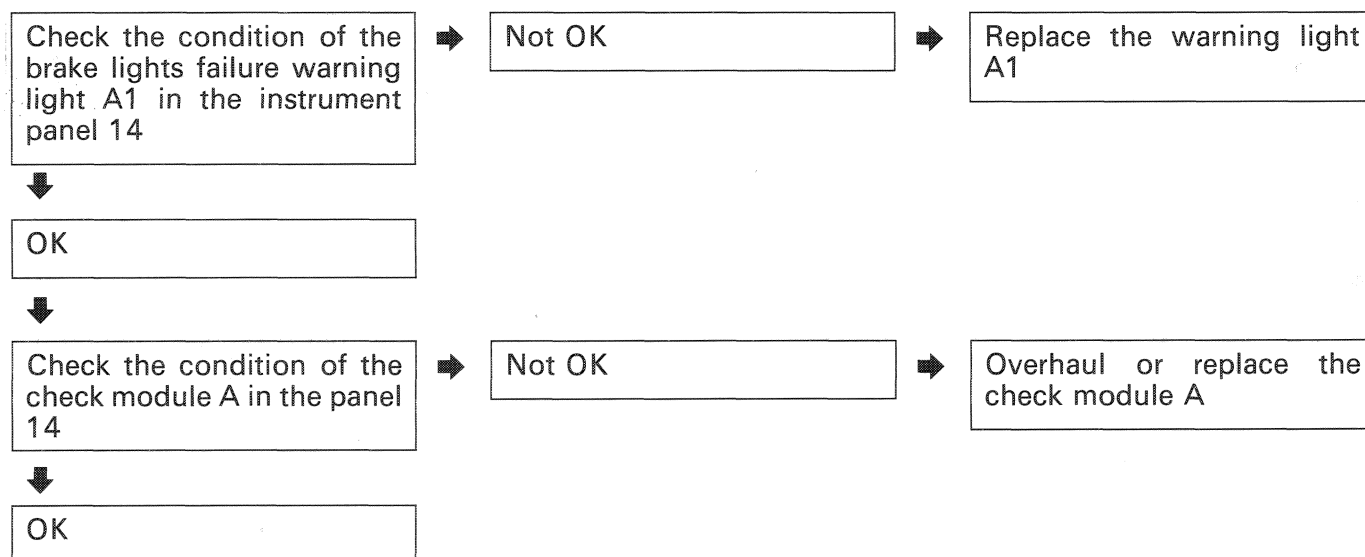 Check the condition of the
brake lights failure warning
light A1 in the instrument
panel 14
Not OK
Replace the warning light
A1
OK
Check the condition of the
check module A in the panel
14
Not OK
Overhaul or replace the
check module A
OK